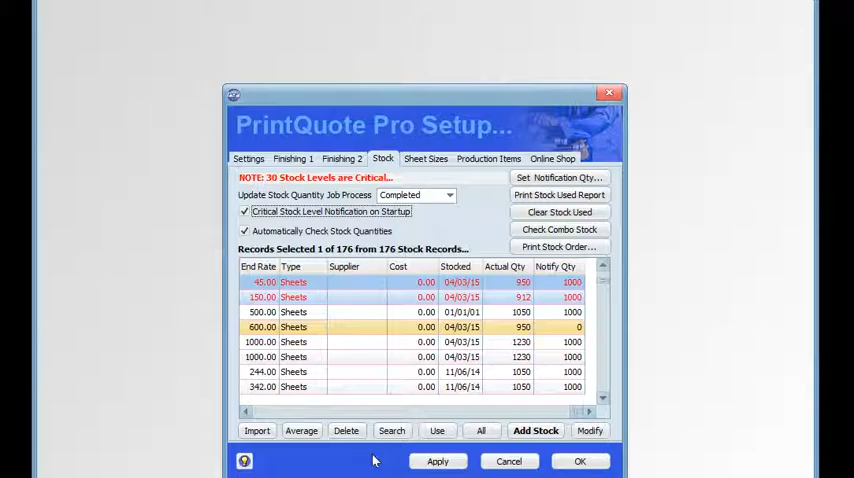 PrintQuote Pro Setup...
Settings Finishing 1 Finishing 2 Stock Sheet Sizes Production Items Online Shop
NOTE: 30 Stock Levels are Critical...
Set Notification Qty...
Update Stock Quantity Job Process Completed
Print Stock Used Report
Critical Stock Level Notification on Startup
Clear Stock Used
Automatically Check Stock Quantities
Check Combo Stock
Records Selected 1 of 176 from 176 Stock Records...
Print Stock Order...
End Rate Type Supplier Cost Stocked Actual Qty Notify Qty
45.00 Sheets 0.00 04/03/15 950 1000
150.00 Sheets 0.00 04/03/15 912 1000
500.00 Sheets 0.00 01/01/01 1050 1000
600.00 Sheets 0.00 04/03/15 950 0
1000.00 Sheets 0.00 04/03/15 1230 1000
1000.00 Sheets 0.00 04/03/15 1230 1000
244.00 Sheets 0.00 11/06/14 1050 1000
342.00 Sheets 0.00 11/06/14 1050 1000
Import Average Delete Search Use All Add Stock Modify
Apply Cancel OK